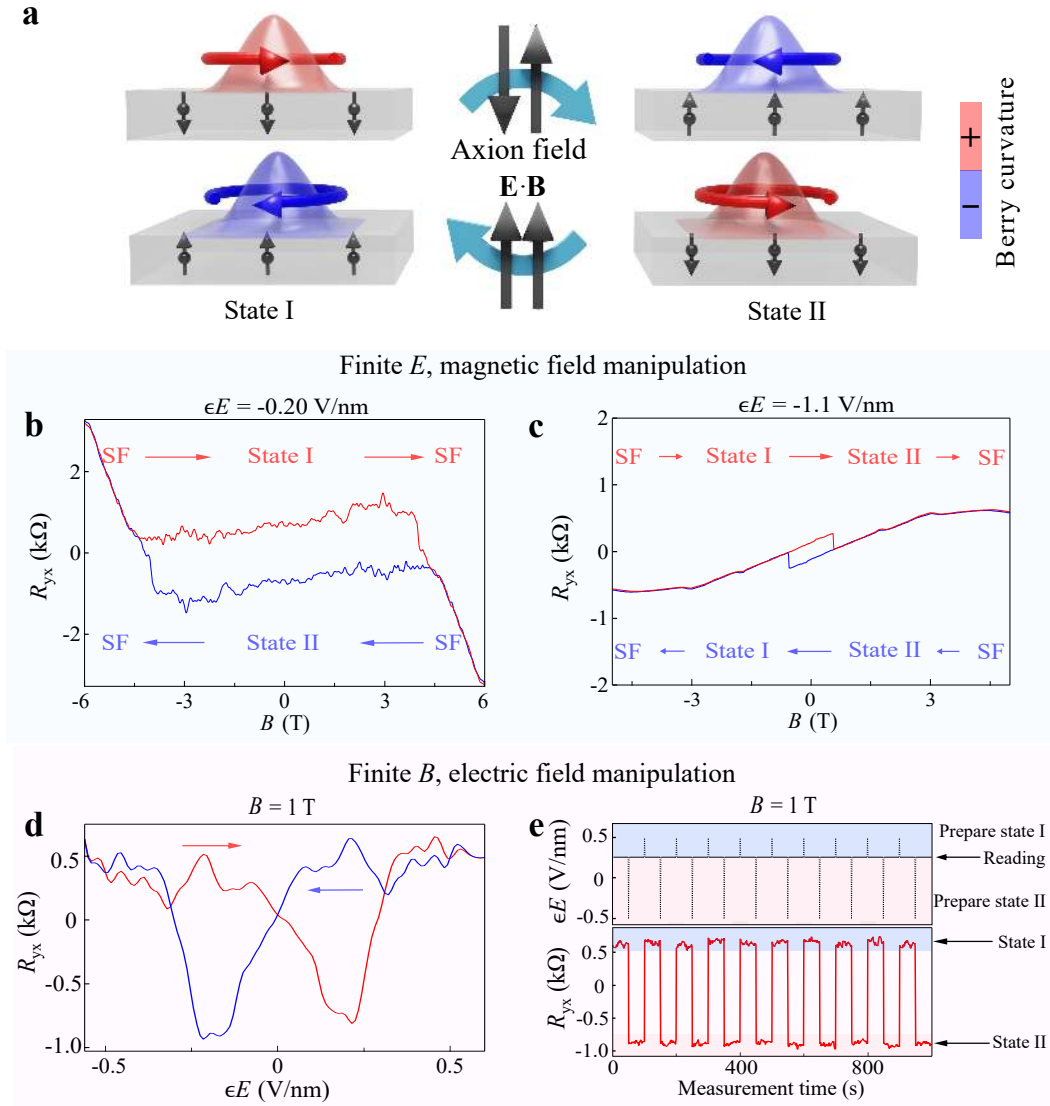 a
Axion field
E·B
State I
State II
+
−
Berry curvature
Finite E, magnetic field manipulation
b
ϵE = -0.20 V/nm
SF
State I
SF
2
0
-2
R_yx (kΩ)
SF
State II
SF
-6
-3
0
3
6
B (T)
c
ϵE = -1.1 V/nm
2
1
0
-1
-2
R_yx (kΩ)
SF
State I
State II
SF
SF
State I
State II
SF
-3
0
3
B (T)
Finite B, electric field manipulation
d
B = 1 T
0.5
0
-0.5
-1.0
R_yx (kΩ)
-0.5
0
0.5
ϵE (V/nm)
e
B = 1 T
0.5
0
-0.5
ϵE (V/nm)
Prepare state I
Reading
Prepare state II
0.5
0
-0.5
-1.0
R_yx (kΩ)
State I
State II
0
400
800
Measurement time (s)